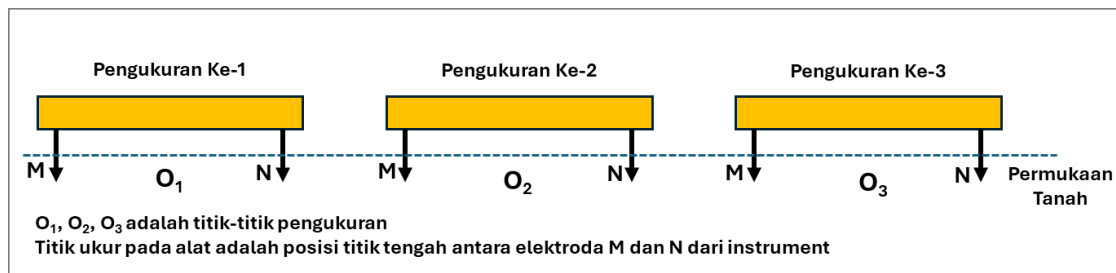 Pengukuran Ke-1 Pengukuran Ke-2 Pengukuran Ke-3
M O₁ N M O₂ N M O₃ N
Permukaan
Tanah
O₁, O₂, O₃ adalah titik-titik pengukuran
Titik ukur pada alat adalah posisi titik tengah antara elektroda M dan N dari instrument